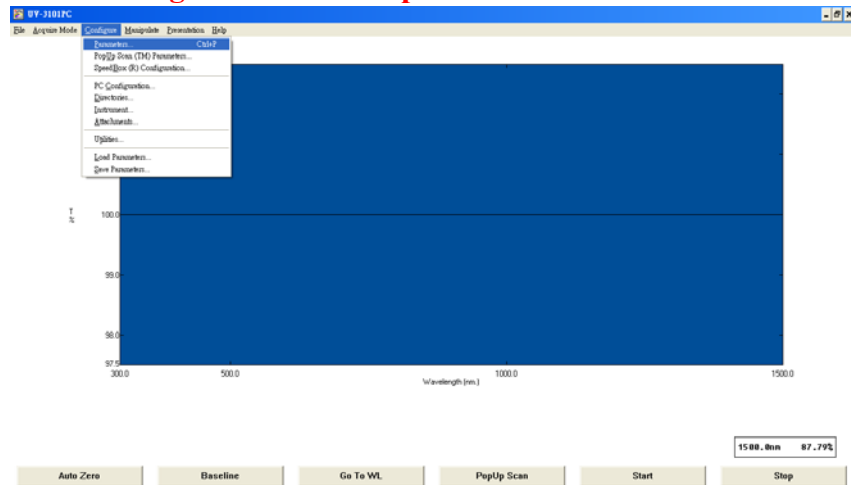 UV-3101PC
File Acquire Mode Configure Manipulate Presentation Help
Parameters... Ctrl+P
PopUp Scan (TM) Parameters...
SpeedBox (R) Configuration...
PC Configuration...
Directories...
Instrument...
Attachments...
Utilities...
Load Parameters...
Save Parameters...
T
%
100.0
99.0
98.0
97.5
300.0 500.0 1000.0 1500.0
Wavelength (nm.)
1500.0nm 87.79%
Auto Zero Baseline Go To WL PopUp Scan Start Stop